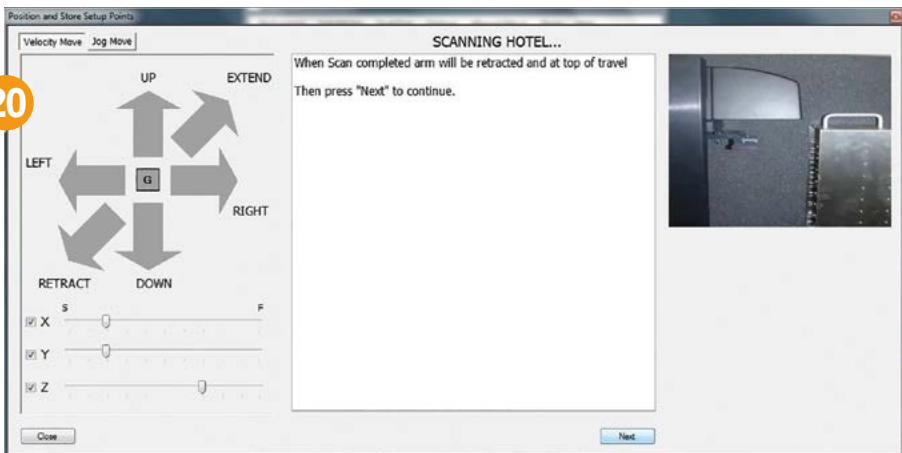 Position and Store Setup Points
Velocity Move Jog Move
20
UP
EXTEND
LEFT
G
RIGHT
RETRACT
DOWN
S F
X
Y
Z
Close
SCANNING HOTEL...
When Scan completed arm will be retracted and at top of travel
Then press "Next" to continue.
Next